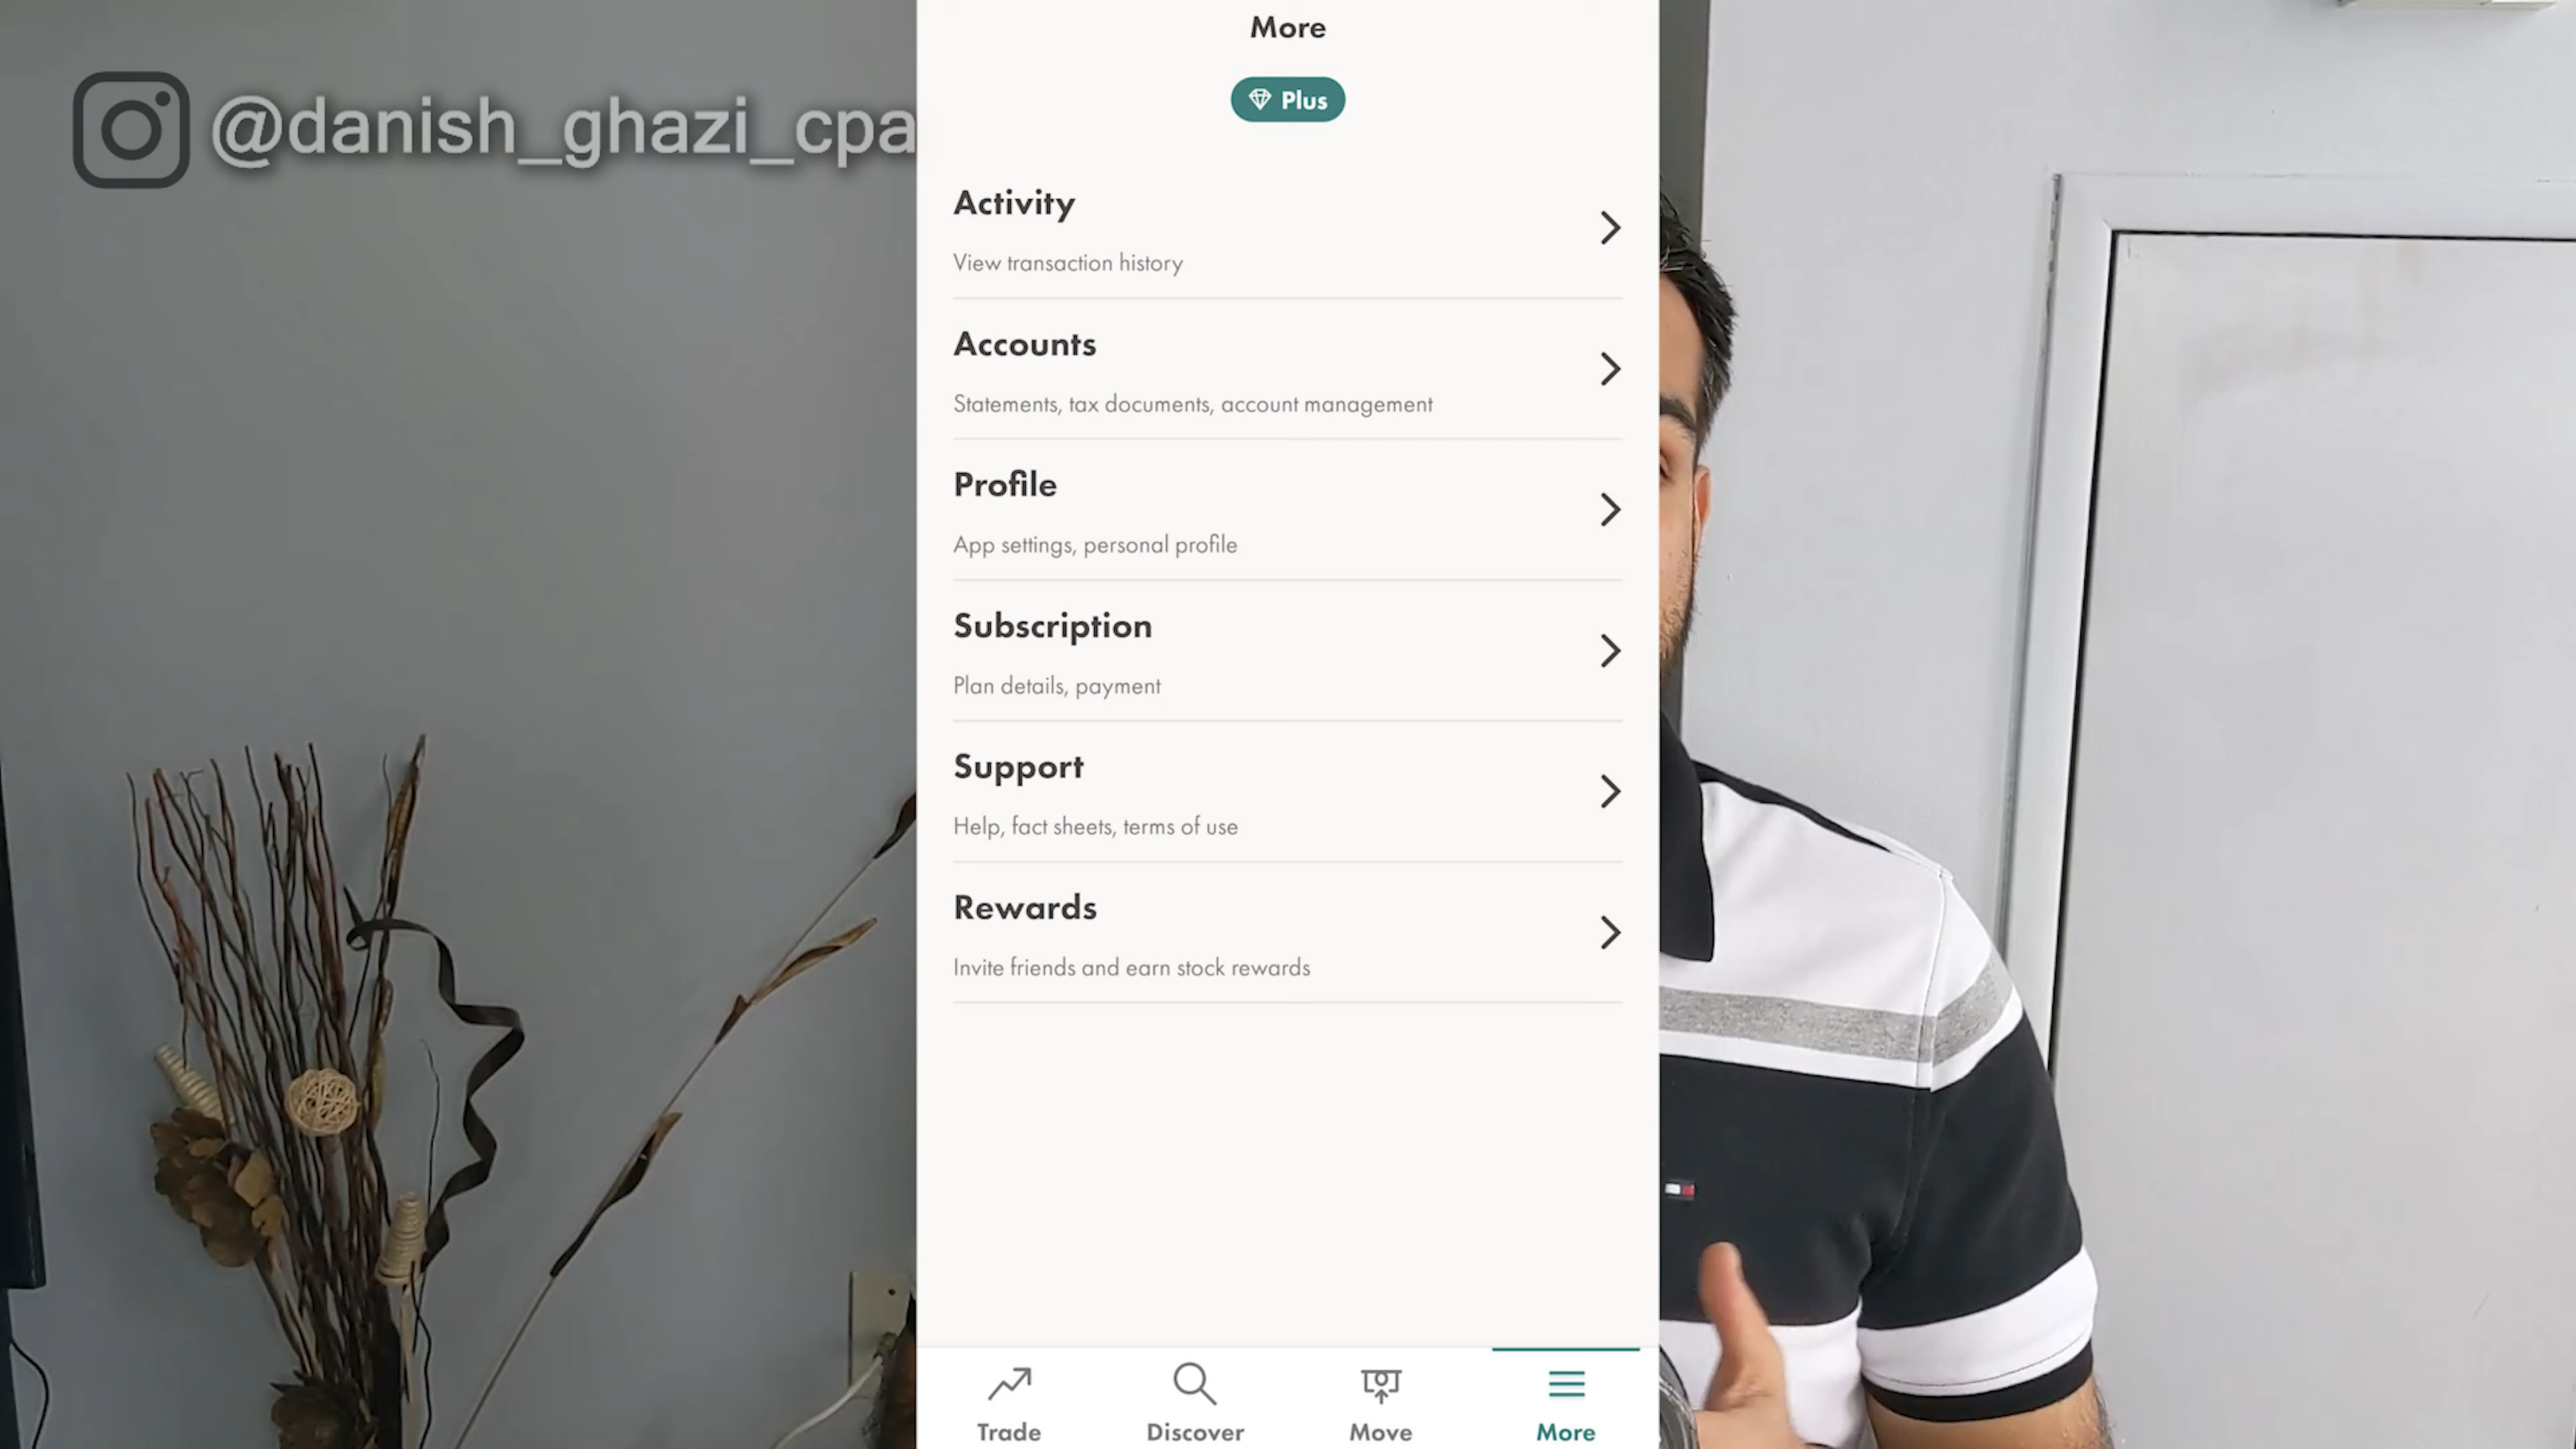 @danish_ghazi_cpa
More
Plus
Activity
View transaction history
Accounts
Statements, tax documents, account management
Profile
App settings, personal profile
Subscription
Plan details, payment
Support
Help, fact sheets, terms of use
Rewards
Invite friends and earn stock rewards
Trade
Discover
Move
More